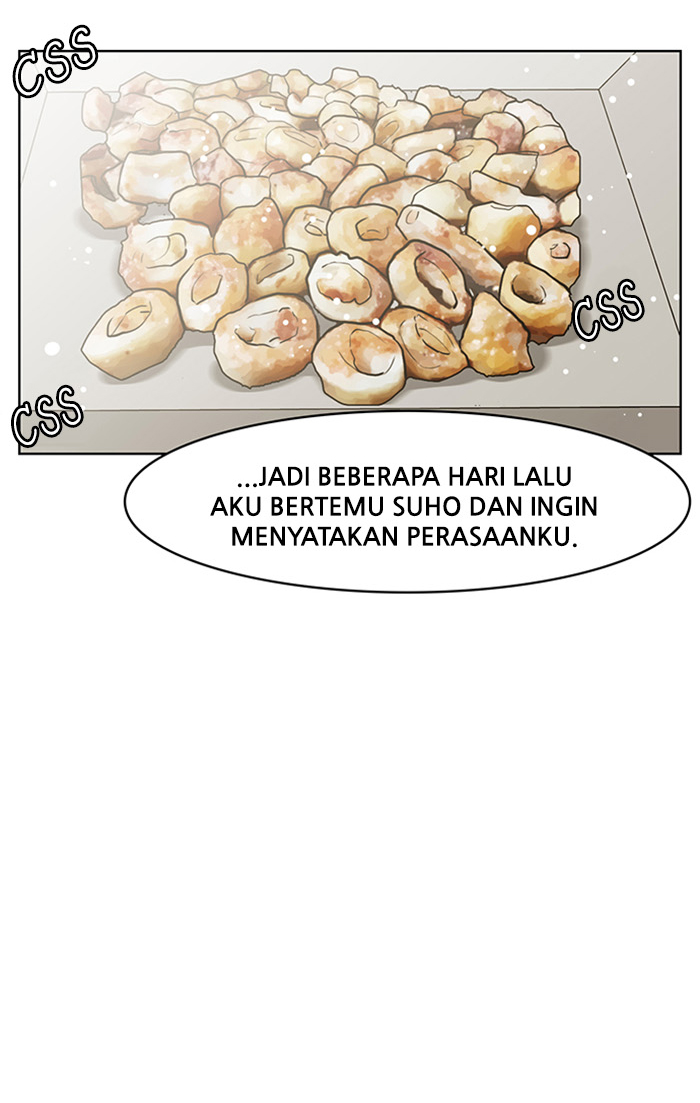 CSS
CSS
CSS
...JADI BEBERAPA HARI LALU
AKU BERTEMU SUHO DAN INGIN
MENYATAKAN PERASAANKU.